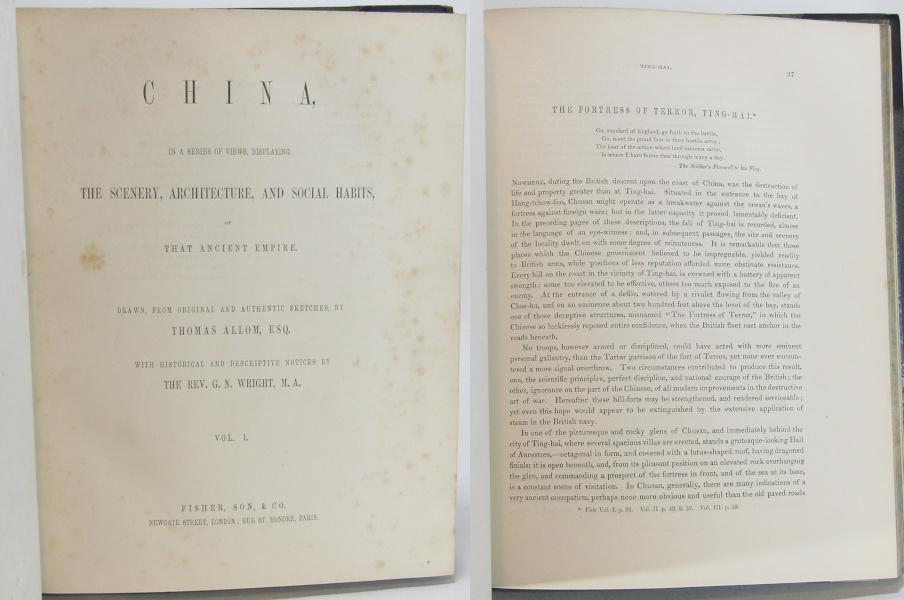 CHINA,
IN A SERIES OF VIEWS, DISPLAYING
THE SCENERY, ARCHITECTURE, AND SOCIAL HABITS,
OF
THAT ANCIENT EMPIRE.
DRAWN, FROM ORIGINAL AND AUTHENTIC SKETCHES, BY
THOMAS ALLOM, ESQ.
WITH HISTORICAL AND DESCRIPTIVE NOTICES BY
THE REV. G. N. WRIGHT, M. A.
VOL. I.
FISHER, SON, & CO.
NEWGATE STREET, LONDON; RUE ST. HONORÉ, PARIS.
TING-HAI.
37
THE FORTRESS OF TERROR, TING-HAI.*
Go, standard of England, go forth to the battle,
Go, meet the proud foes in their hostile array;
The heat of the action where loud cannons rattle,
Is where I have borne thee through many a day.
The Soldier's Farewell to his Flag.
NOWHERE, during the British descent upon the coast of China, was the destruction of
life and property greater than at Ting-hai. Situated in the entrance to the bay of
Hang-tchow-foo, Chusan might operate as a breakwater against the ocean's waves, a
fortress against foreign wars; but in the latter capacity it proved lamentably deficient.
In the preceding pages of these descriptions, the fall of Ting-hai is recorded, almost
in the language of an eye-witness; and, in subsequent passages, the site and scenery
of the locality dwelt on with some degree of minuteness. It is remarkable that those
places which the Chinese government believed to be impregnable, yielded readily
to British arms, while positions of less reputation afforded more obstinate resistance.
Every hill on the coast in the vicinity of Ting-hai, is crowned with a battery of apparent
strength; some too elevated to be effective, others too much exposed to the fire of an
enemy. At the entrance of a defile, watered by a rivulet flowing from the valley of
Chae-hu, and on an eminence about two hundred feet above the level of the bay, stands
one of those deceptive structures, misnamed "The Fortress of Terror," in which the
Chinese so lucklessly reposed entire confidence, when the British fleet cast anchor in the
roads beneath.
No troops, however armed or disciplined, could have acted with more eminent
personal gallantry, than the Tartar garrison of the fort of Terror, yet none ever encoun-
tered a more signal overthrow. Two circumstances contributed to produce this result,
one, the scientific principles, perfect discipline, and national courage of the British; the
other, ignorance on the part of the Chinese, of all modern improvements in the destructive
art of war. Hereafter these hill-forts may be strengthened, and rendered serviceable;
yet even this hope would appear to be extinguished by the extensive application of
steam in the British navy.
In one of the picturesque and rocky glens of Chusan, and immediately behind the
city of Ting-hai, where several spacious villas are erected, stands a grotesque-looking Hall
of Ancestors,—octagonal in form, and covered with a lotus-shaped roof, having dragoned
finials; it is open beneath, and, from its pleasant position on an elevated rock overhanging
the glen, and commanding a prospect of the fortress in front, and of the sea at its base,
is a constant scene of visitation. In Chusan, generally, there are many indications of a
very ancient occupation, perhaps none more obvious and useful than the old paved roads
* Vide Vol. I. p. Vol. II. p. Vol. III. p.